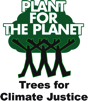 PLANT
FOR
THE PLANET
Trees for
Climate Justice